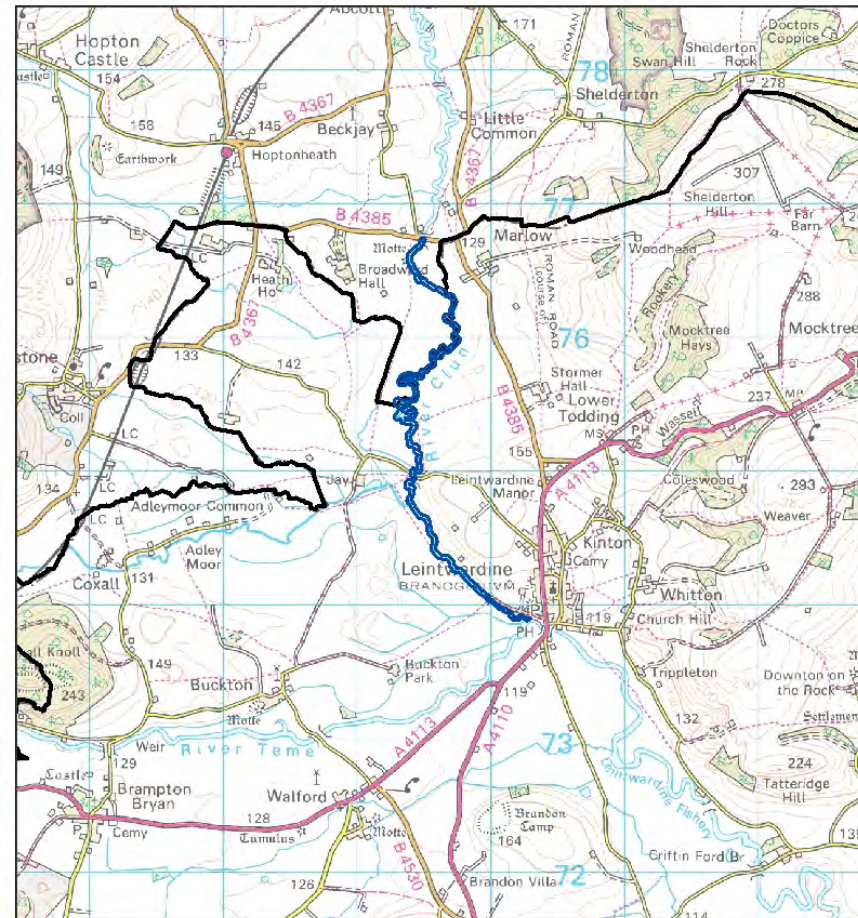 Abcott
171
ROMAN
Doctors
Coppice
Hopton
Castle
78
Swan Hill
Shelderton
Rock
278
154
Shelderton
B 4367
158
145
Beckjay
Little
Common
Earthwork
Hoptonheath
149
B 4367
307
77
Shelderton
Hill
B 4385
Far
Barn
LC
Motte
129
Marlow
Woodhead
Broadward
Hall
Heath
Ho
ROMAN ROAD
(course of)
Rookery
288
B 4367
76
Mocktree
Hays
Mocktree
133
River Clun
142
Stormer
Hall
Lower
Todding
B 4385
237
MP
Coll
MS
PH
Wassell
LC
155
A 4113
134
Jay
Leintwardine
Manor
Coleswood
293
LC
Adleymoor Common
Weaver
LC
Adley
Moor
Kinton
Cemy
Coxall
131
Leintwardine
BRANOGENIVM
Whitton
P
119
Church Hill
PH
Knoll
149
Buckton
Park
Trippleton
Downton on
the Rock
243
Buckton
119
Motte
A 4113
A 4110
132
Settlement
Weir
River Teme
73
224
129
Leintwardine
Fishery
Tatteridge
Hill
Castle
Brampton
Bryan
Walford
Brandon
Camp
P
Cemy
128
Tumulus
Motte
164
B 4530
Criftin Ford Br
126
Brandon Villa
72
114